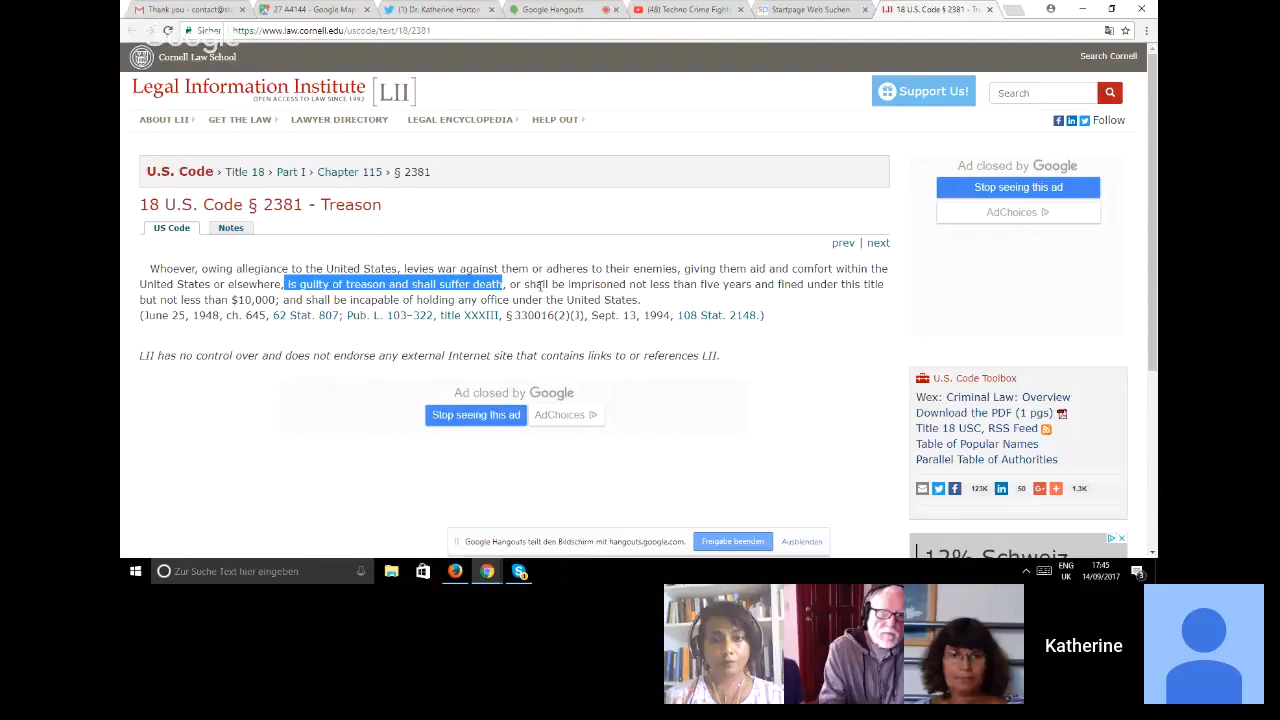 Thank you - contact@st
27 A4144 - Google Map
(1) Dr. Katherine Horton
Google Hangouts
(48) Techno Crime Fight
Startpage Web Suchen
18 U.S. Code § 2381 - Tre
Sicher
https://www.law.cornell.edu/uscode/text/18/2381
Google
Cornell Law School
Search Cornell
Legal Information Institute [LII]
OPEN ACCESS TO LAW SINCE 1992
Support Us!
Search
ABOUT LII
GET THE LAW
LAWYER DIRECTORY
LEGAL ENCYCLOPEDIA
HELP OUT
Follow
U.S. Code › Title 18 › Part I › Chapter 115 › § 2381
18 U.S. Code § 2381 - Treason
US Code
Notes
prev | next
Whoever, owing allegiance to the United States, levies war against them or adheres to their enemies, giving them aid and comfort within the
United States or elsewhere, is guilty of treason and shall suffer death, or shall be imprisoned not less than five years and fined under this title
but not less than $10,000; and shall be incapable of holding any office under the United States.
(June 25, 1948, ch. 645, 62 Stat. 807; Pub. L. 103–322, title XXXIII, § 330016(2)(J), Sept. 13, 1994, 108 Stat. 2148.)
LII has no control over and does not endorse any external Internet site that contains links to or references LII.
Ad closed by Google
Stop seeing this ad
AdChoices
Ad closed by Google
Stop seeing this ad
AdChoices
U.S. Code Toolbox
Wex: Criminal Law: Overview
Download the PDF (1 pgs)
Title 18 USC, RSS Feed
Table of Popular Names
Parallel Table of Authorities
123K
50
1.3K
12% Schweiz
Google Hangouts teilt den Bildschirm mit hangouts.google.com.
Freigabe beenden
Ausblenden
Zur Suche Text hier eingeben
ENG
UK
17:45
14/09/2017
3
Katherine